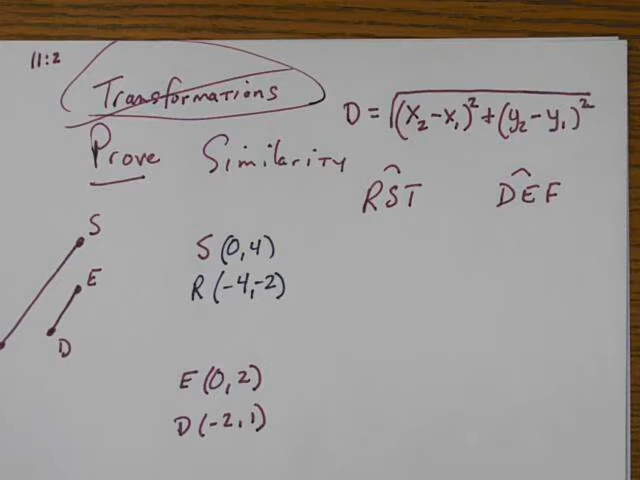 11:2
Transformations
D = √(x₂-x₁)² + (y₂-y₁)²
Prove Similarity
RST DEF
S
S (0,4)
E
R (-4,-2)
D
E (0,2)
D (-2,1)